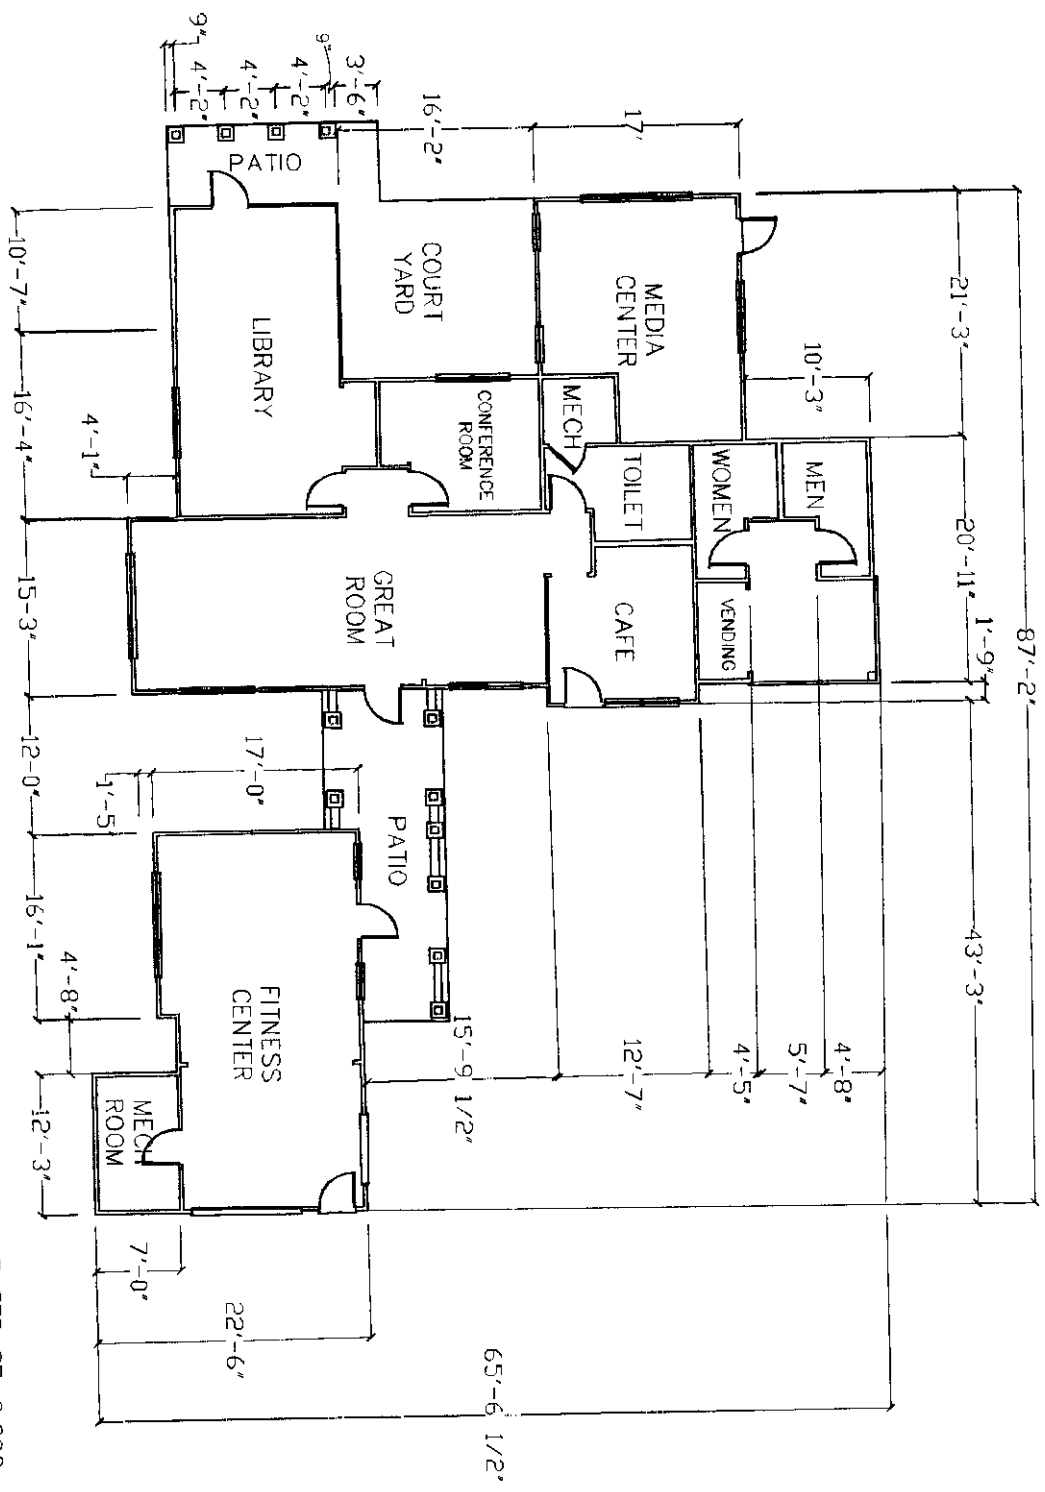 87'-2"
21'-3"
20'-11"
1'-9"
43'-3"
10'-3"
4'-8"
5'-7"
4'-5"
12'-7"
15'-9 1/2"
17'
16'-2"
3'-6"
9"
4'-2"
4'-2"
4'-2"
9"
MEN
WOMEN
VENDING
TOILET
CAFE
MECH
MEDIA
CENTER
COURT
YARD
CONFERENCE
ROOM
PATIO
LIBRARY
GREAT
ROOM
PATIO
FITNESS
CENTER
MECH
ROOM
10'-7"
16'-4"
4'-1"
15'-3"
12'-0"
17'-0"
1'-5"
16'-1"
4'-8"
12'-3"
7'-0"
22'-6"
65'-6 1/2"